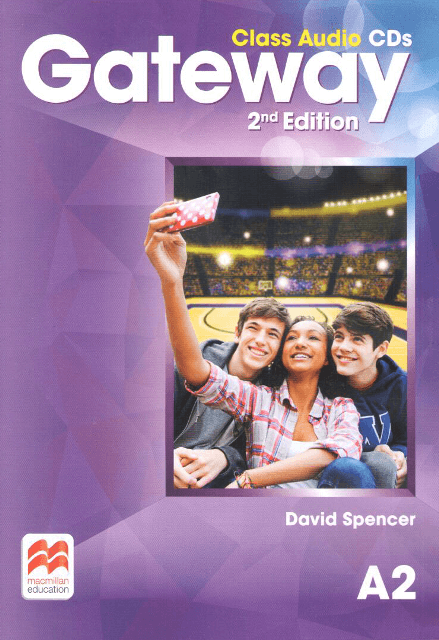 Class Audio CDs
Gateway
2nd Edition
David Spencer
macmillan
education
A2